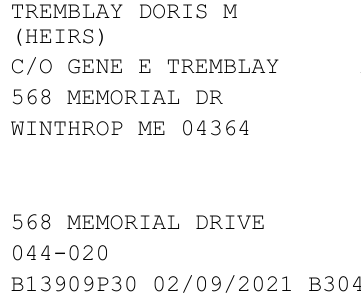 TREMBLAY DORIS M
(HEIRS)
C/O GENE E TREMBLAY
568 MEMORIAL DR
WINTHROP ME 04364
568 MEMORIAL DRIVE
044-020
B13909P30 02/09/2021 B304